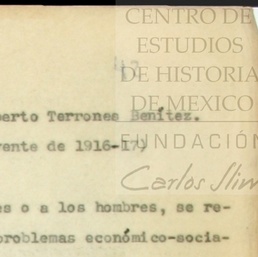 CENTRO DE
ESTUDIOS
DE HISTORIA
DE MEXICO
FUNDACIÓN
Carlos Slim
berto Terrones Benítez.
ente de 1916-17)
es o a los hombres, se re-
problemas económico-socia-